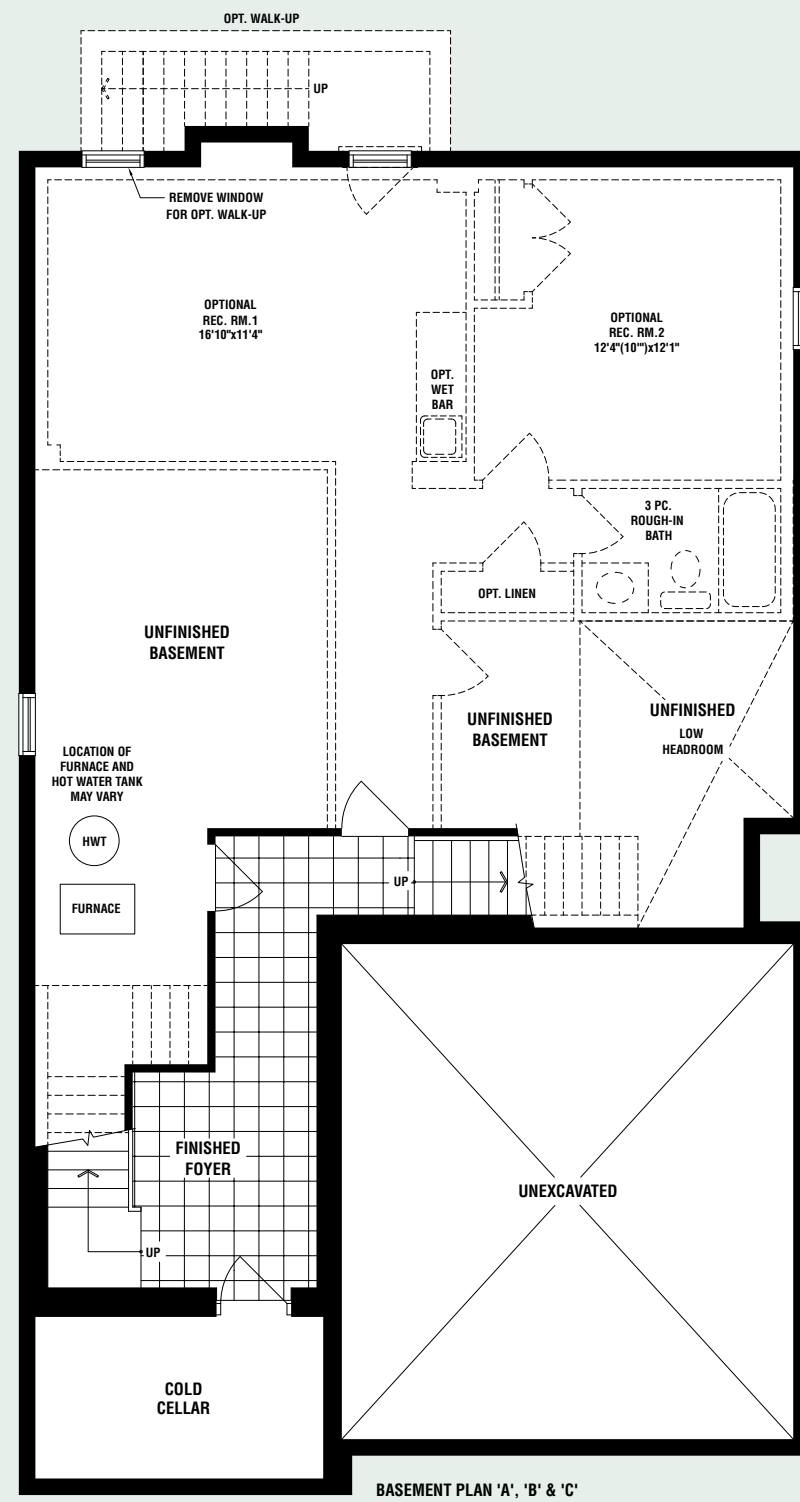 OPT. WALK-UP
UP
REMOVE WINDOW
FOR OPT. WALK-UP
OPTIONAL
REC. RM.1
16'10"x11'4"
OPTIONAL
REC. RM.2
12'4"(10'")x12'1"
OPT.
WET
BAR
3 PC.
ROUGH-IN
BATH
OPT. LINEN
UNFINISHED
BASEMENT
UNFINISHED
BASEMENT
UNFINISHED
LOW
HEADROOM
LOCATION OF
FURNACE AND
HOT WATER TANK
MAY VARY
HWT
FURNACE
UP
FINISHED
FOYER
UP
UNEXCAVATED
COLD
CELLAR
BASEMENT PLAN 'A', 'B' & 'C'